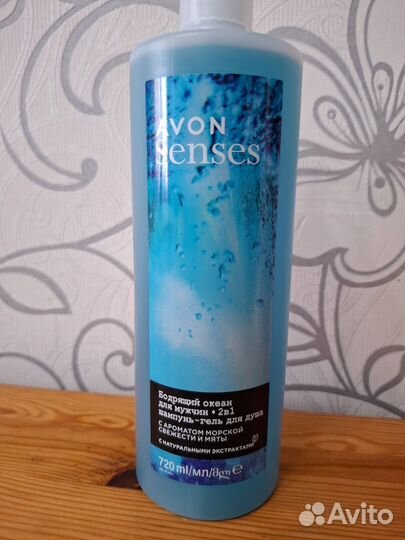 AVON
senses
Бодрящий океан
для мужчин • 2в1
шампунь-гель для душа
С АРОМАТОМ МОРСКОЙ
СВЕЖЕСТИ И МЯТЫ
С НАТУРАЛЬНЫМИ ЭКСТРАКТАМИ
720 ml/мл/მლ e
Avito